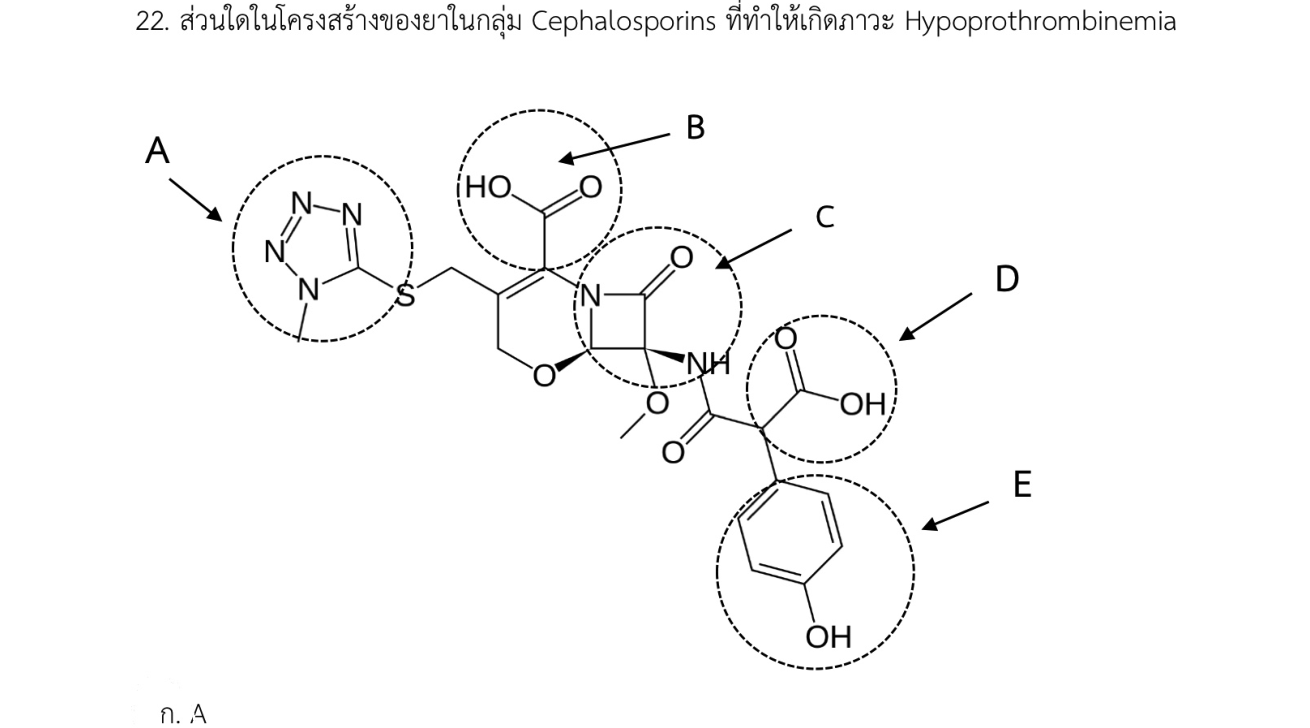 22. ส่วนใดในโครงสร้างของยาในกลุ่ม Cephalosporins ที่ทำให้เกิดภาวะ Hypoprothrombinemia
A
B
C
D
E
N
N
N
N
S
HO
O
N
O
O
NH
O
O
O
OH
OH
ก. A